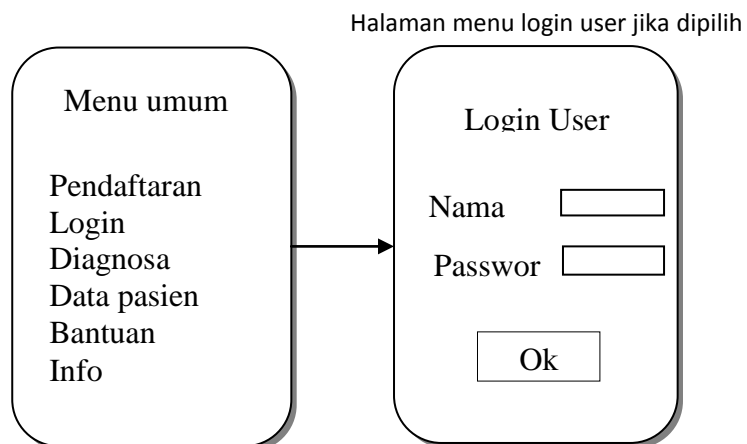 Halaman menu login user jika dipilih
Menu umum
Pendaftaran
Login
Diagnosa
Data pasien
Bantuan
Info
Login User
Nama
Passwor
Ok